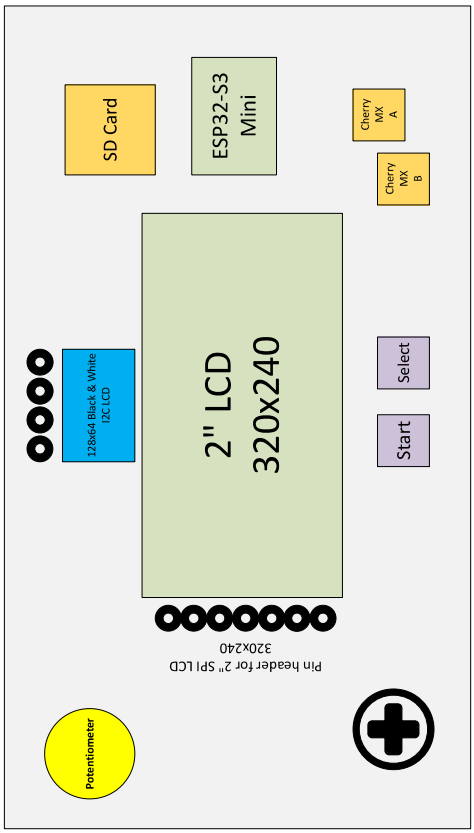 SD Card
ESP32-S3
Mini
Cherry
MX
A
Cherry
MX
B
128x64 Black & White
I2C LCD
2" LCD
320x240
Select
Start
Pin header for 2" SPI LCD
320x240
Potentiometer